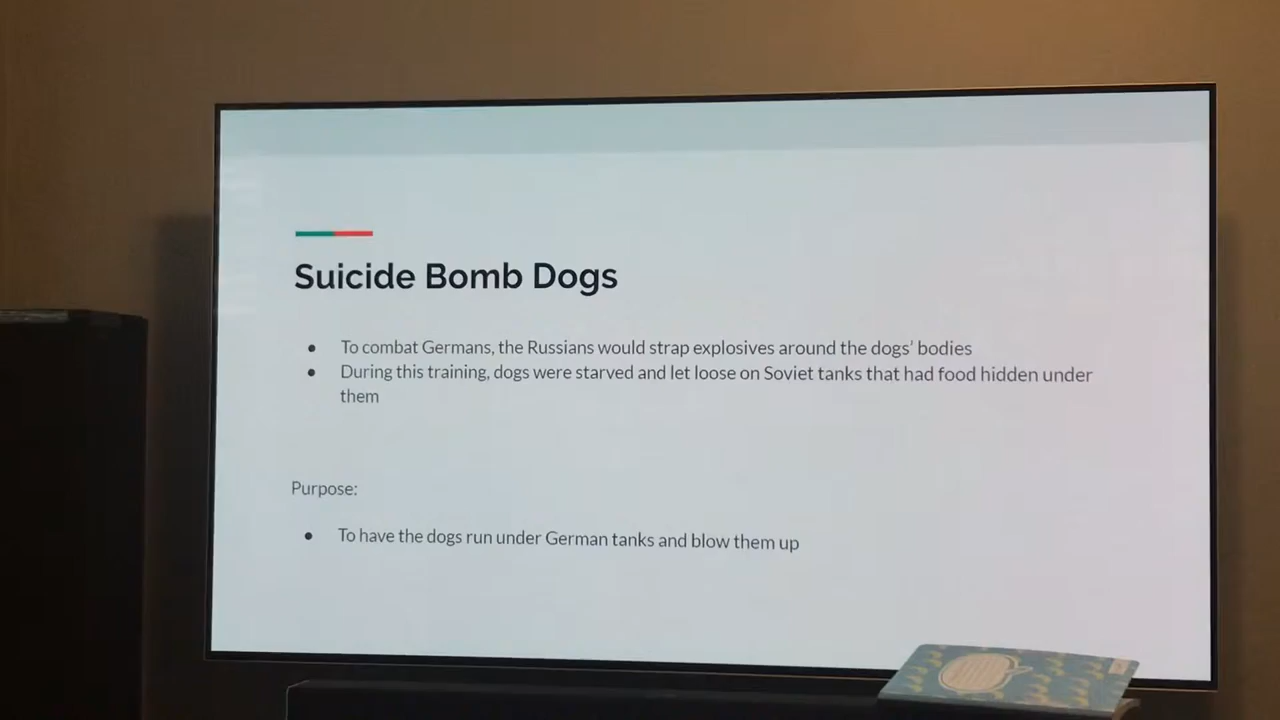 Suicide Bomb Dogs
● To combat Germans, the Russians would strap explosives around the dogs' bodies
● During this training, dogs were starved and let loose on Soviet tanks that had food hidden under
them
Purpose:
● To have the dogs run under German tanks and blow them up